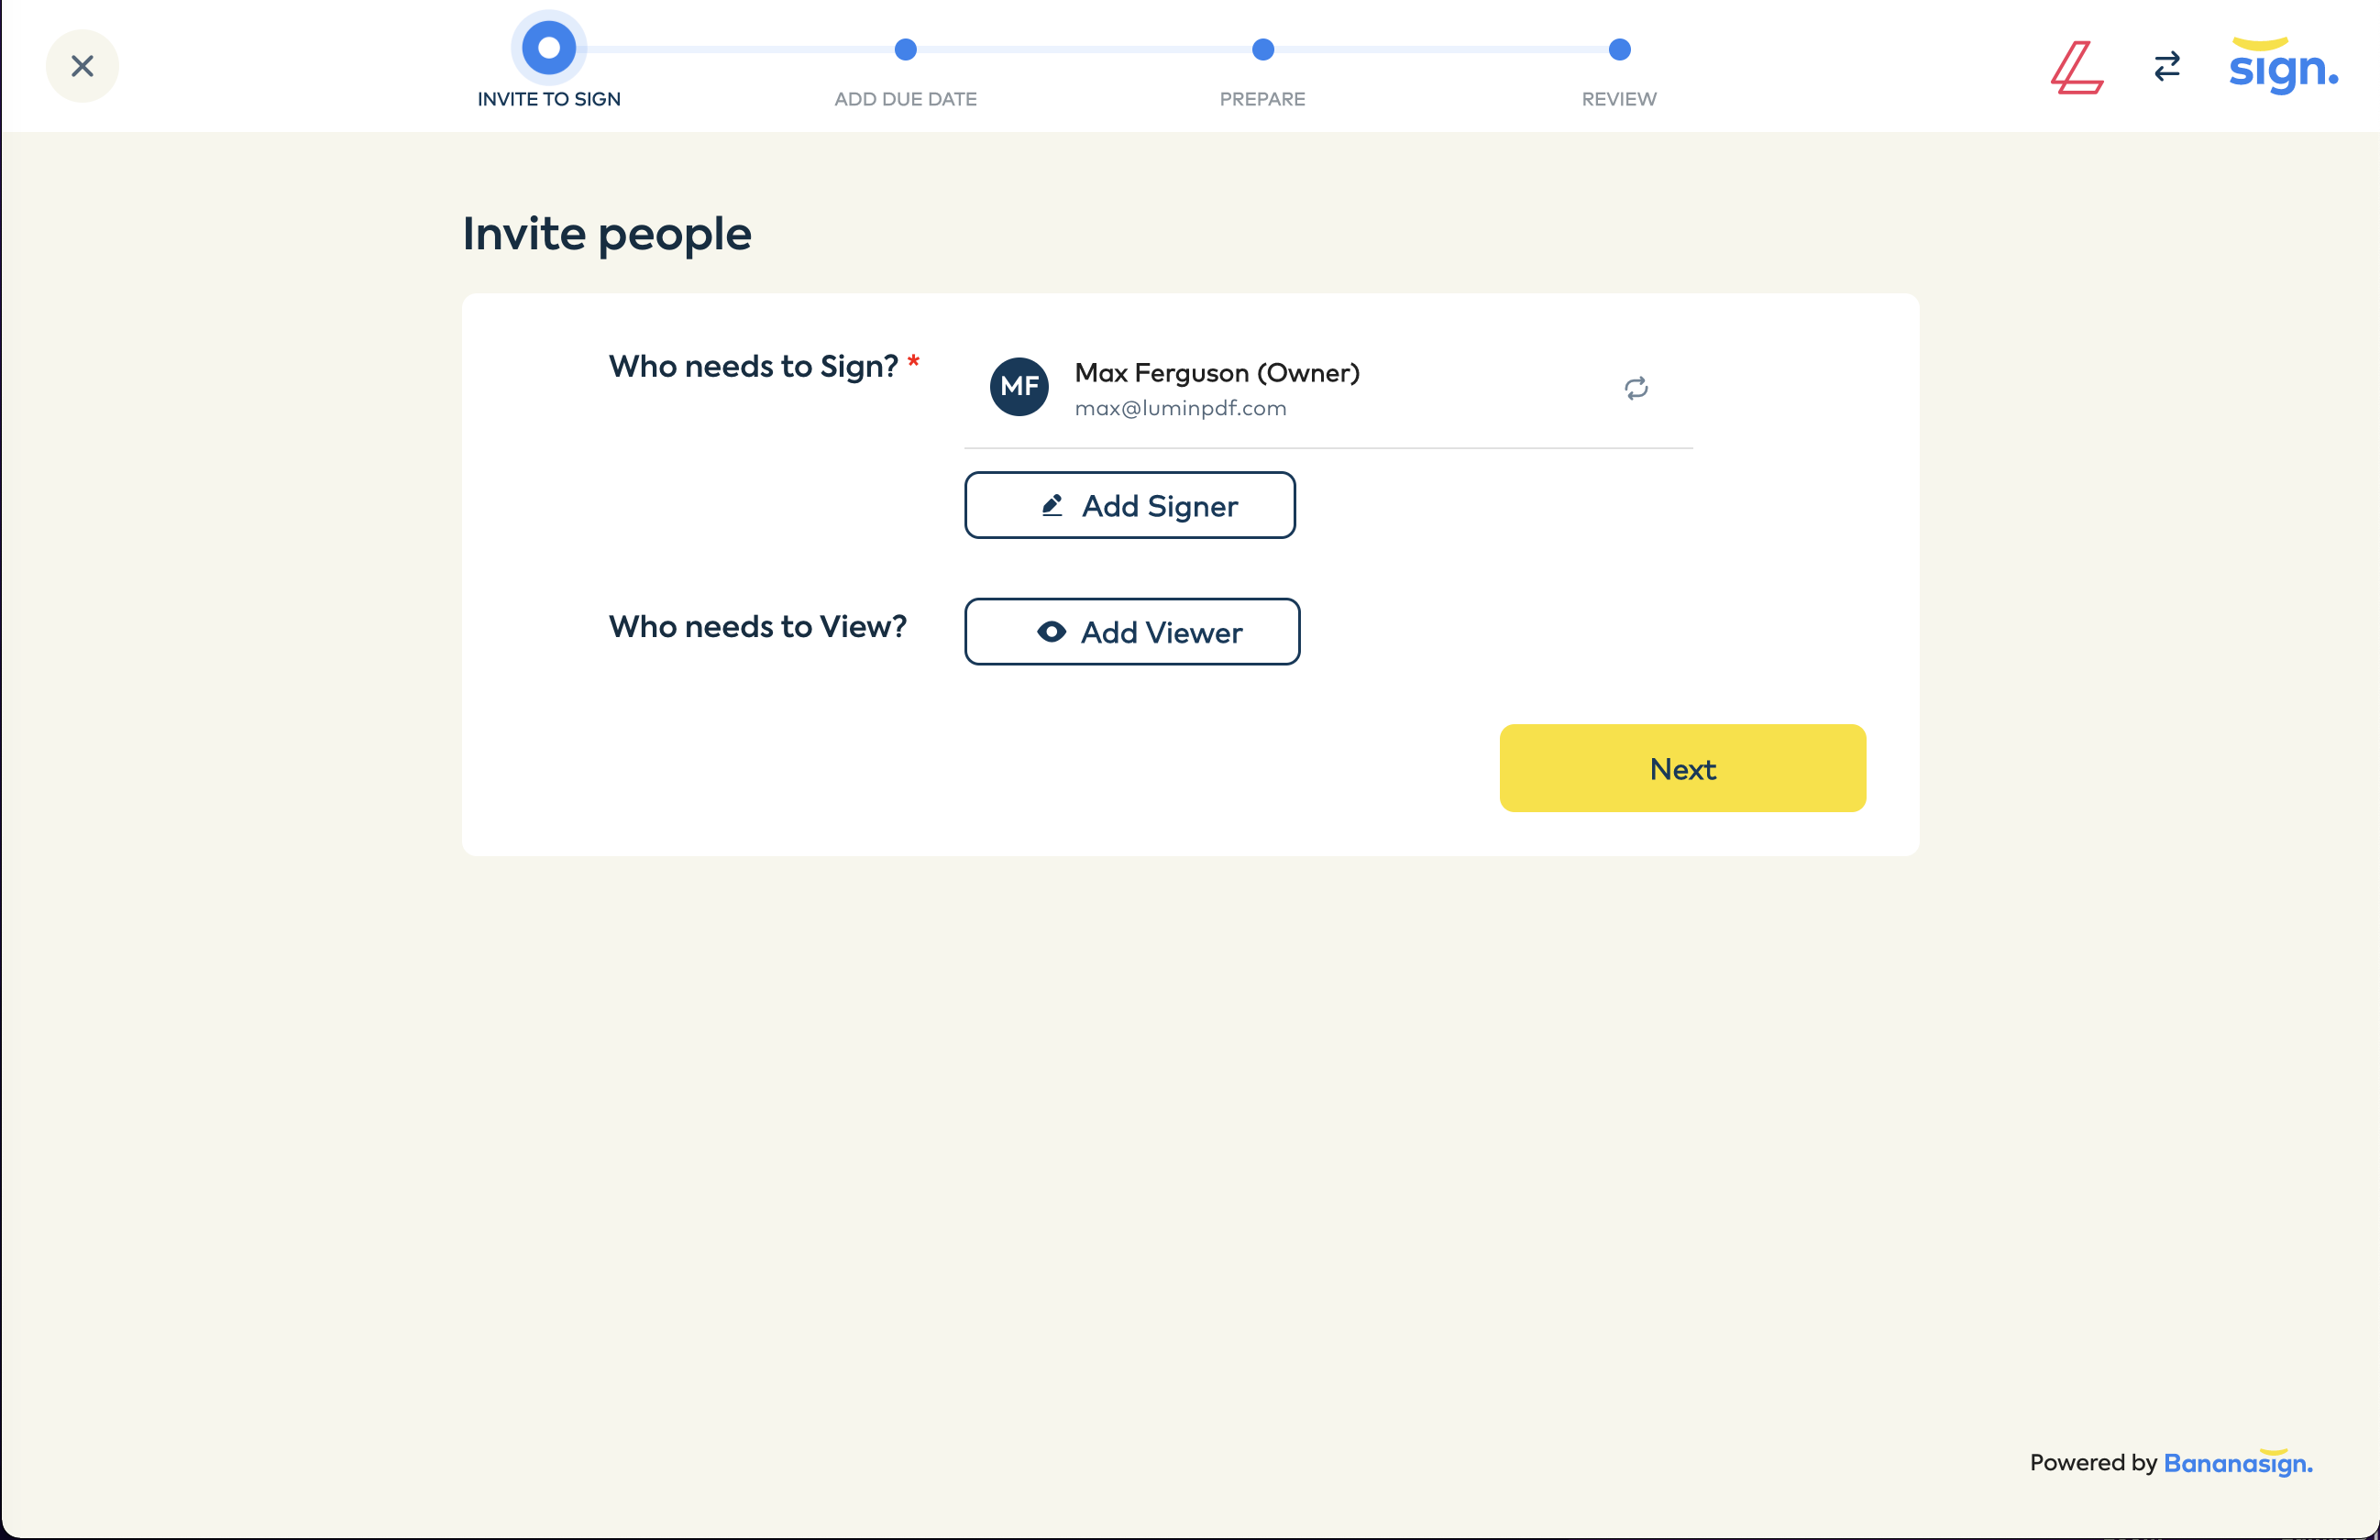 INVITE TO SIGN
ADD DUE DATE
PREPARE
REVIEW
sign.
Invite people
Who needs to Sign? *
MF
Max Ferguson (Owner)
max@luminpdf.com
Add Signer
Who needs to View?
Add Viewer
Next
Powered by Bananasign.